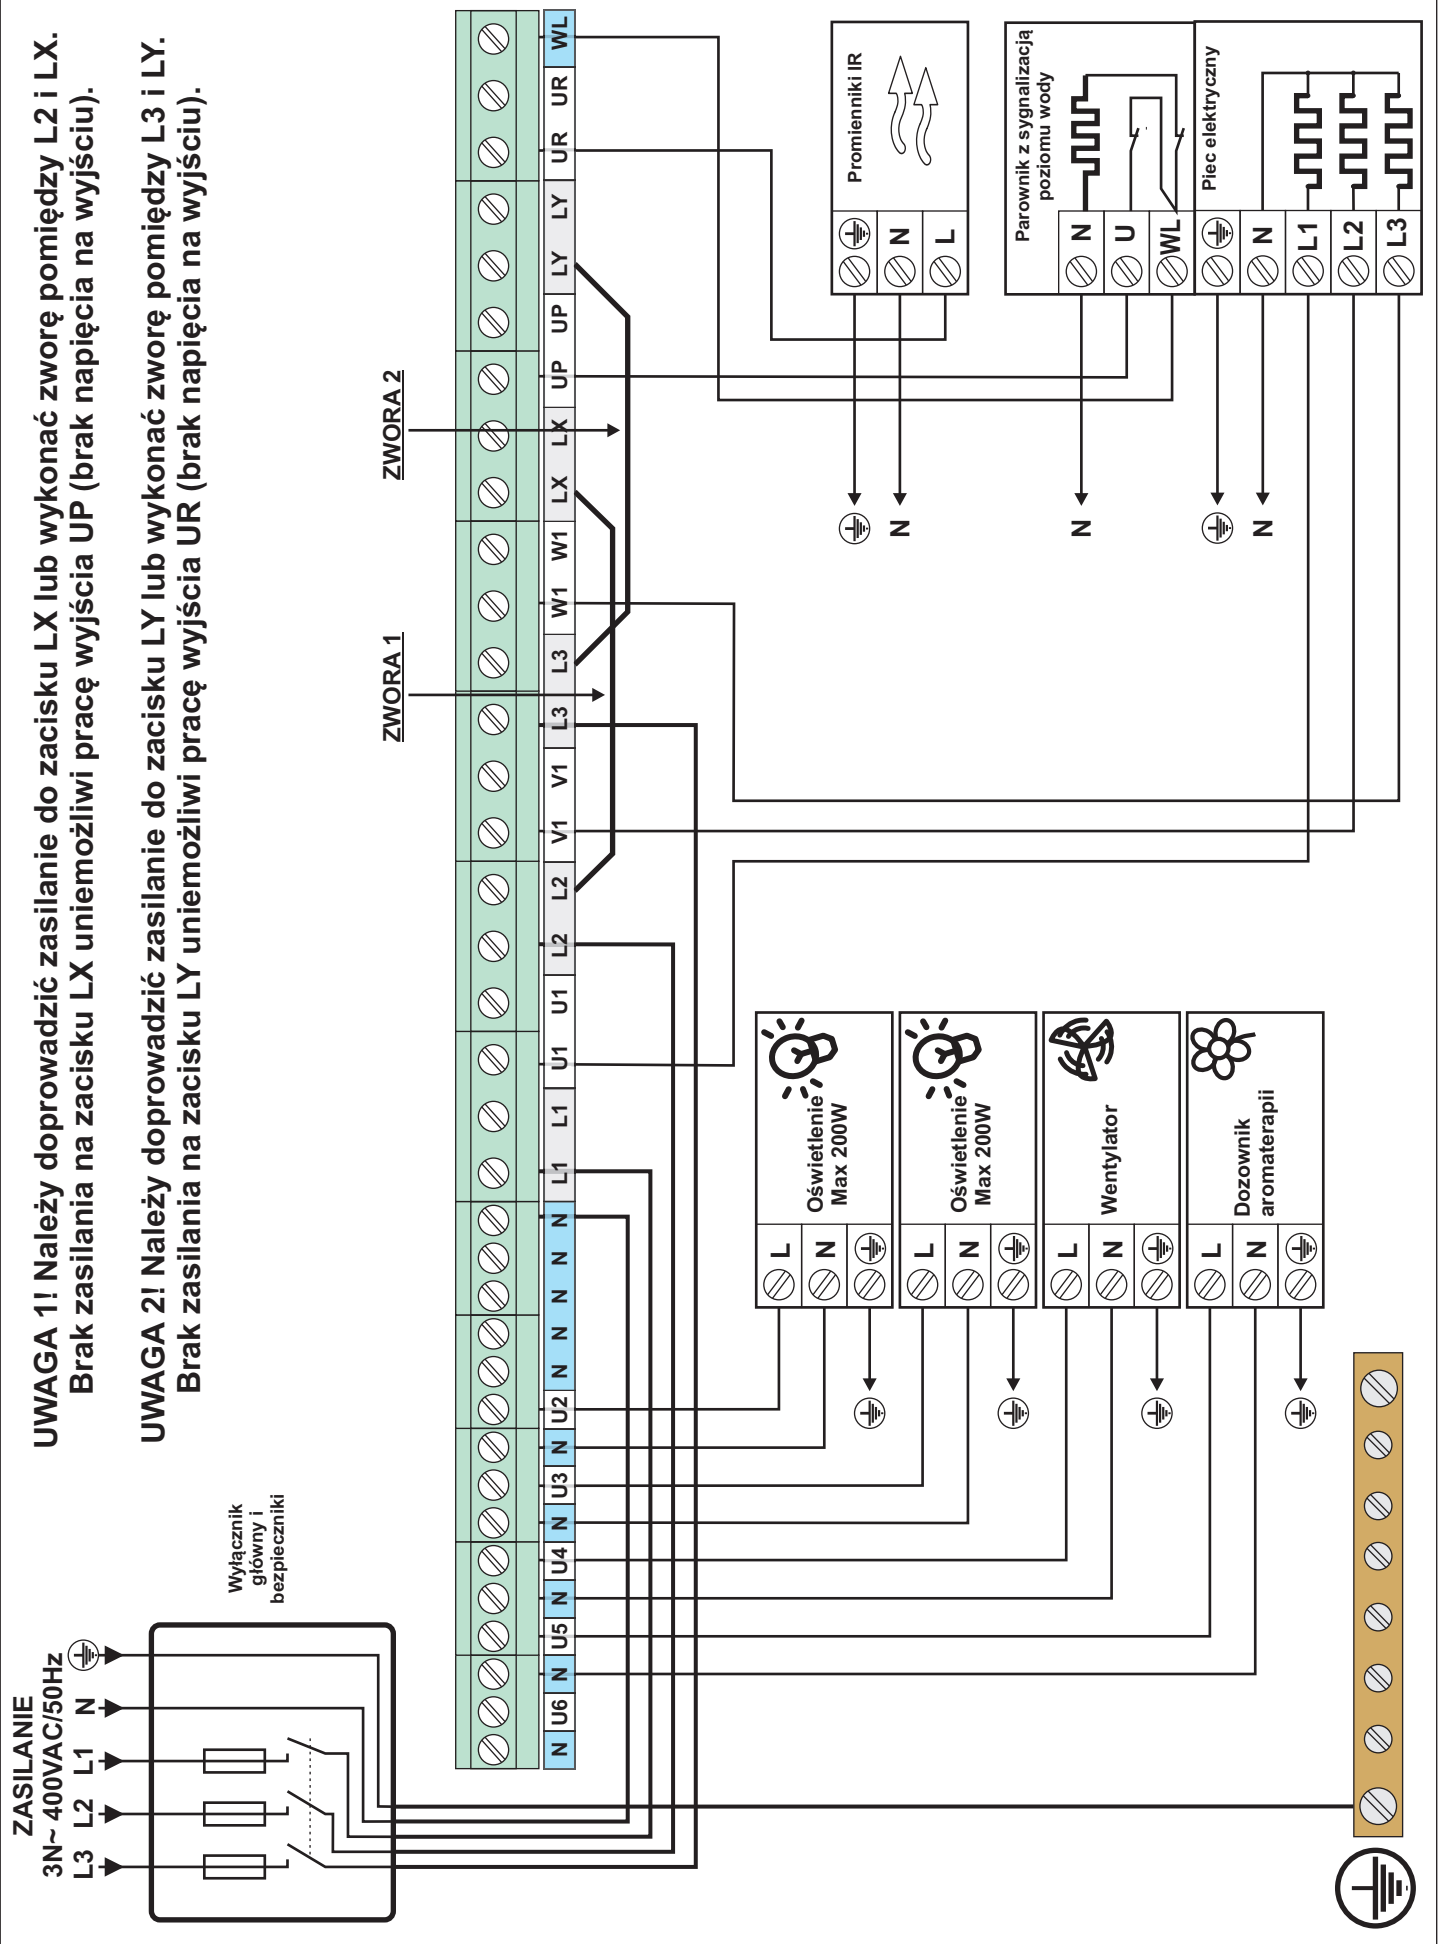 UWAGA 1! Należy doprowadzić zasilanie do zacisku LX lub wykonać zworę pomiędzy L2 i LX.
Brak zasilania na zacisku LX uniemożliwi pracę wyjścia UP (brak napięcia na wyjściu).
UWAGA 2! Należy doprowadzić zasilanie do zacisku LY lub wykonać zworę pomiędzy L3 i LY.
Brak zasilania na zacisku LY uniemożliwi pracę wyjścia UR (brak napięcia na wyjściu).
ZASILANIE
3N~ 400VAC/50Hz
L3 L2 L1 N
Wyłącznik
główny i
bezpieczniki
ZWORA 1
ZWORA 2
N U6 N U5 N U4 N U3 N U2 N N N N N L1 L1 U1 U1 L2 L2 V1 V1 L3 L3 W1 W1 LX LX UP UP LY LY UR UR WL
L
N
Oświetlenie
Max 200W
L
N
Oświetlenie
Max 200W
L
N
Wentylator
L
N
Dozownik
aromaterapii
Promienniki IR
N
L
N
Parownik z sygnalizacją
poziomu wody
N
U
WL
N
Piec elektryczny
N
L1
L2
L3
N